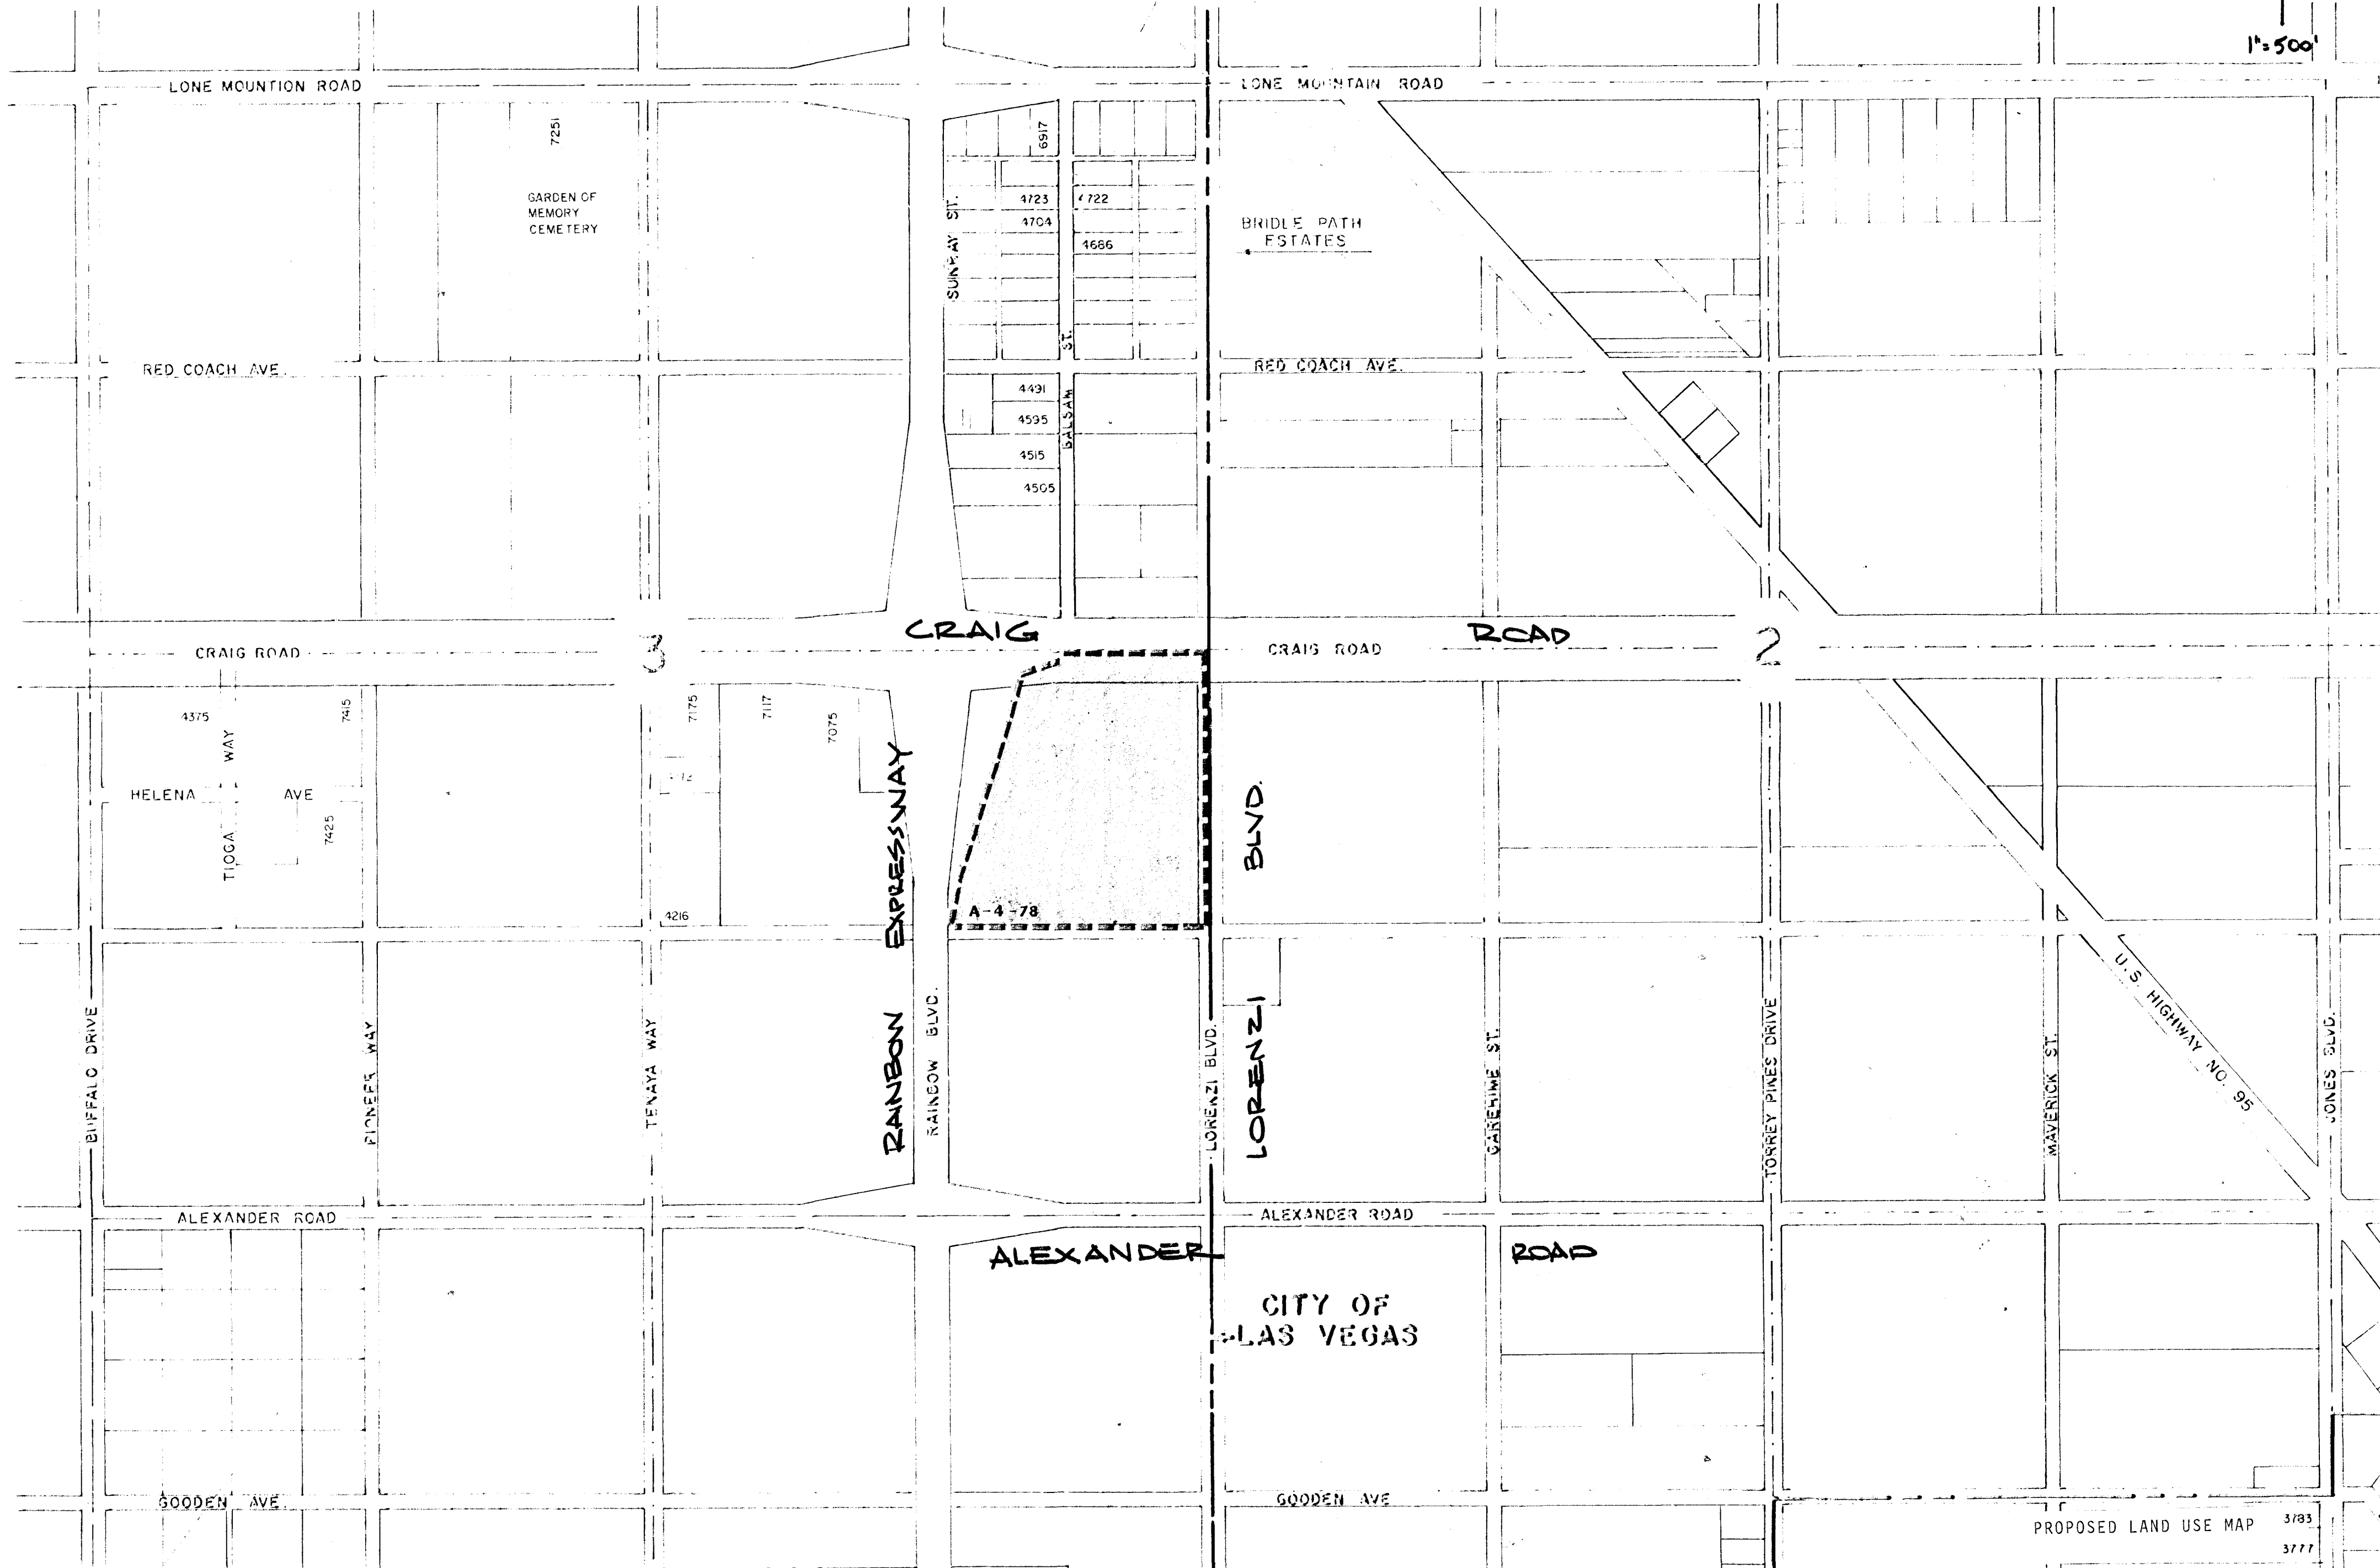 1"=500'
LONE MOUNTION ROAD
LONE MOUNTAIN ROAD
7251
6917
GARDEN OF
MEMORY
CEMETERY
SUNRAY ST.
4723
4722
4704
4686
BRIDLE PATH
ESTATES
RED COACH AVE.
RED COACH AVE.
BALSAM ST.
4491
4595
4515
4505
CRAIG ROAD
CRAIG ROAD
3
CRAIG ROAD
2
4375
7415
7175
7117
7075
TIOGA WAY
HELENA AVE
7425
4216
RAINBOW EXPRESSWAY
A-4-78
LORENZI BLVD.
BUFFALO DRIVE
PIONEER WAY
TENAYA WAY
RAINBOW BLVD.
LORENZI BLVD.
TORREY PINES DRIVE
MAVERICK ST.
U.S. HIGHWAY NO. 95
JONES BLVD.
ALEXANDER ROAD
ALEXANDER ROAD
ALEXANDER ROAD
CITY OF
LAS VEGAS
GOODEN AVE.
GOODEN AVE
PROPOSED LAND USE MAP
3783
3777